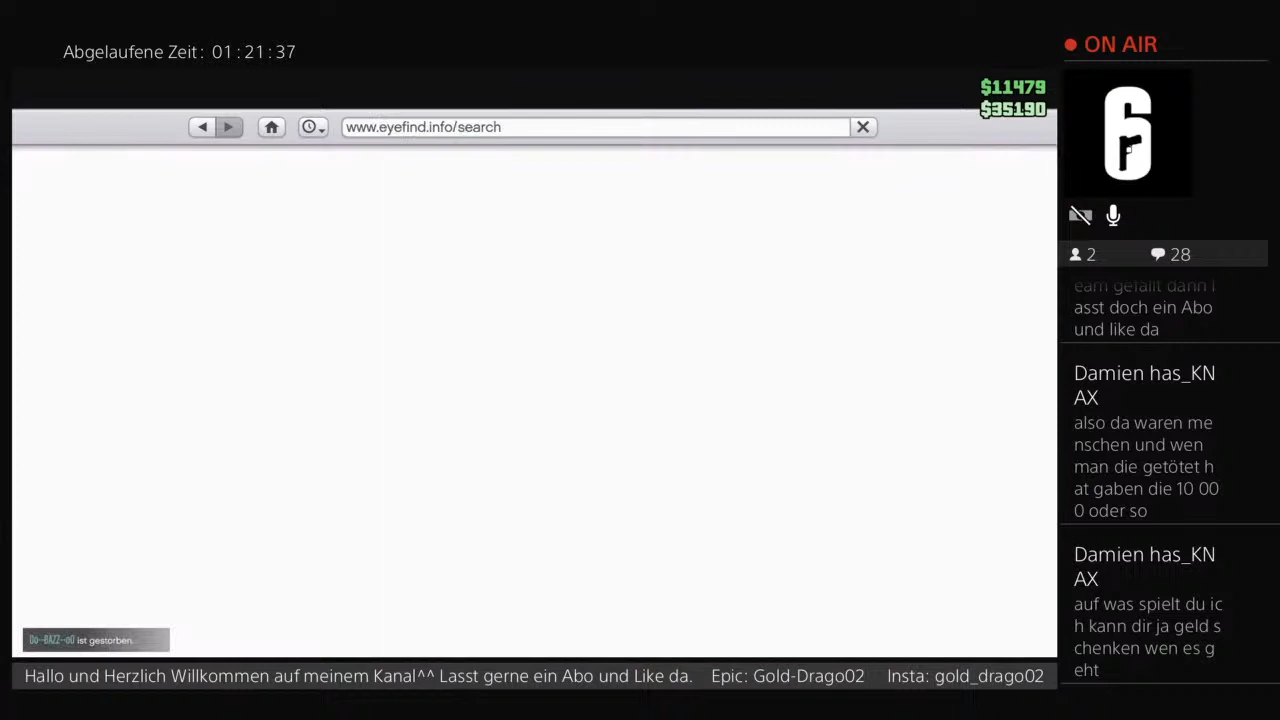 Abgelaufene Zeit: 01:21:37
ON AIR
$11479
$35190
www.eyefind.info/search
6
2 28
eam gefällt dann l
asst doch ein Abo
und like da
Damien has_KN
AX
also da waren me
nschen und wen
man die getötet h
at gaben die 10 00
0 oder so
Damien has_KN
AX
auf was spielt du ic
h kann dir ja geld s
chenken wen es g
eht
ist gestorben.
Hallo und Herzlich Willkommen auf meinem Kanal^^ Lasst gerne ein Abo und Like da. Epic: Gold-Drago02 Insta: gold_drago02